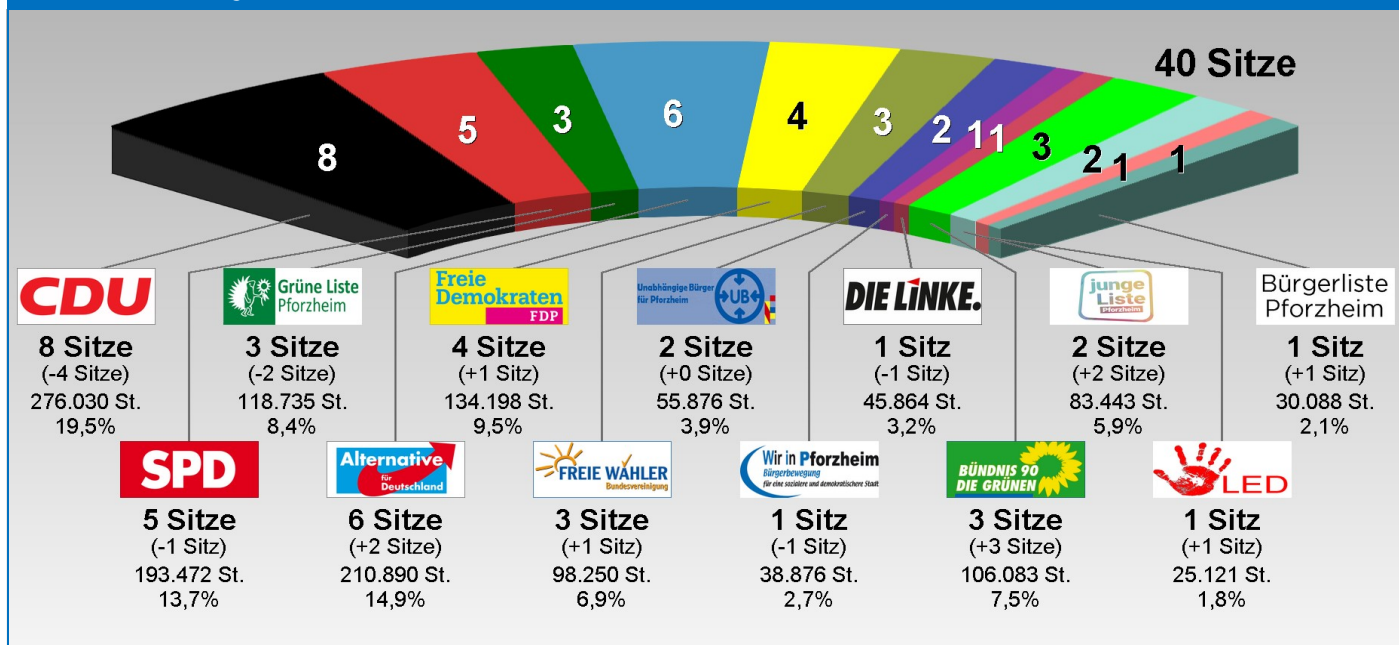 40 Sitze
8
5
3
6
4
3
2
1
1
3
2
1
1
CDU
8 Sitze
(-4 Sitze)
276.030 St.
19,5%
Grüne Liste
Pforzheim
3 Sitze
(-2 Sitze)
118.735 St.
8,4%
Freie
Demokraten
FDP
4 Sitze
(+1 Sitz)
134.198 St.
9,5%
Unabhängige Bürger
für Pforzheim
UB
2 Sitze
(+0 Sitze)
55.876 St.
3,9%
DIE LINKE.
1 Sitz
(-1 Sitz)
45.864 St.
3,2%
junge
Liste
Pforzheim
2 Sitze
(+2 Sitze)
83.443 St.
5,9%
Bürgerliste
Pforzheim
1 Sitz
(+1 Sitz)
30.088 St.
2,1%
SPD
5 Sitze
(-1 Sitz)
193.472 St.
13,7%
Alternative
für
Deutschland
6 Sitze
(+2 Sitze)
210.890 St.
14,9%
FREIE WÄHLER
Bundesvereinigung
3 Sitze
(+1 Sitz)
98.250 St.
6,9%
Wir in Pforzheim
Bürgerbewegung
für eine sozialere und demokratischere Stadt
1 Sitz
(-1 Sitz)
38.876 St.
2,7%
BÜNDNIS 90
DIE GRÜNEN
3 Sitze
(+3 Sitze)
106.083 St.
7,5%
LED
1 Sitz
(+1 Sitz)
25.121 St.
1,8%